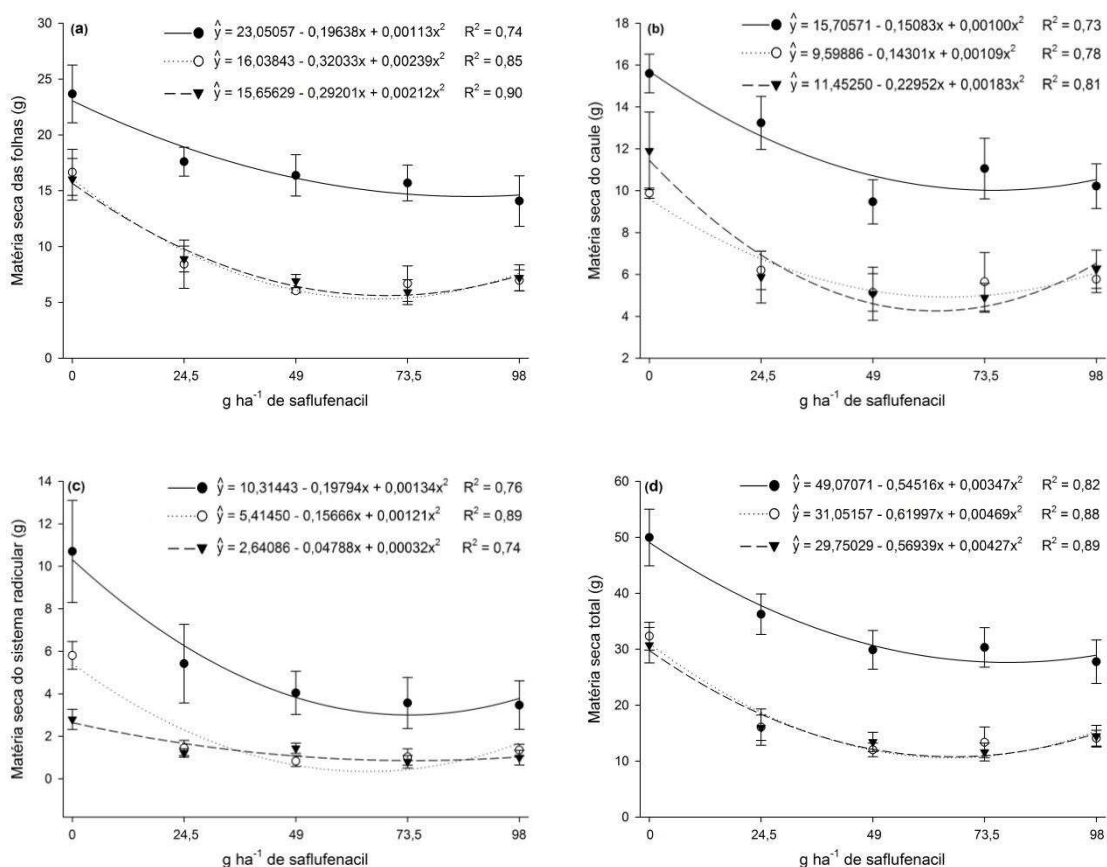 (a)
ŷ = 23,05057 - 0,19638x + 0,00113x² R² = 0,74
ŷ = 16,03843 - 0,32033x + 0,00239x² R² = 0,85
ŷ = 15,65629 - 0,29201x + 0,00212x² R² = 0,90
Matéria seca das folhas (g)
30
25
20
15
10
5
0
0 24,5 49 73,5 98
g ha⁻¹ de saflufenacil
(b)
ŷ = 15,70571 - 0,15083x + 0,00100x² R² = 0,73
ŷ = 9,59886 - 0,14301x + 0,00109x² R² = 0,78
ŷ = 11,45250 - 0,22952x + 0,00183x² R² = 0,81
Matéria seca do caule (g)
18
16
14
12
10
8
6
4
2
0 24,5 49 73,5 98
g ha⁻¹ de saflufenacil
(c)
ŷ = 10,31443 - 0,19794x + 0,00134x² R² = 0,76
ŷ = 5,41450 - 0,15666x + 0,00121x² R² = 0,89
ŷ = 2,64086 - 0,04788x + 0,00032x² R² = 0,74
Matéria seca do sistema radicular (g)
14
12
10
8
6
4
2
0
0 24,5 49 73,5 98
g ha⁻¹ de saflufenacil
(d)
ŷ = 49,07071 - 0,54516x + 0,00347x² R² = 0,82
ŷ = 31,05157 - 0,61997x + 0,00469x² R² = 0,88
ŷ = 29,75029 - 0,56939x + 0,00427x² R² = 0,89
Matéria seca total (g)
60
50
40
30
20
10
0
0 24,5 49 73,5 98
g ha⁻¹ de saflufenacil